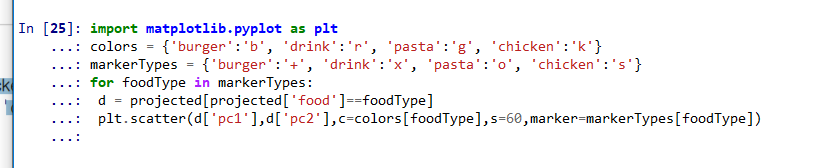 In [25]: import matplotlib.pyplot as plt
...: colors = {'burger':'b', 'drink':'r', 'pasta':'g', 'chicken':'k'}
...: markerTypes = {'burger':'+', 'drink':'x', 'pasta':'o', 'chicken':'s'}
...: for foodType in markerTypes:
...: d = projected[projected['food']==foodType]
...: plt.scatter(d['pc1'],d['pc2'],c=colors[foodType],s=60,marker=markerTypes[foodType])
...: